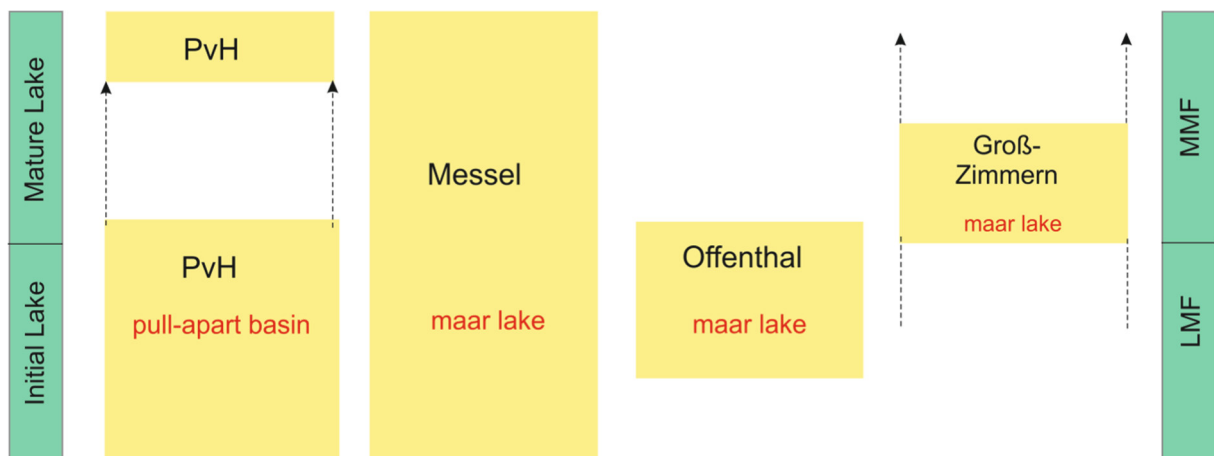 Mature Lake
Initial Lake
PvH
PvH
pull-apart basin
Messel
maar lake
Offenthal
maar lake
Groß-
Zimmern
maar lake
MMF
LMF